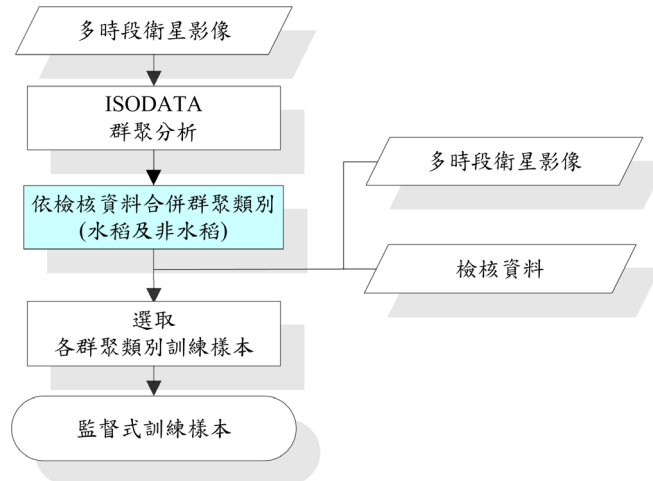 多時段衛星影像
ISODATA
群聚分析
依檢核資料合併群聚類別
(水稻及非水稻)
多時段衛星影像
檢核資料
選取
各群聚類別訓練樣本
監督式訓練樣本